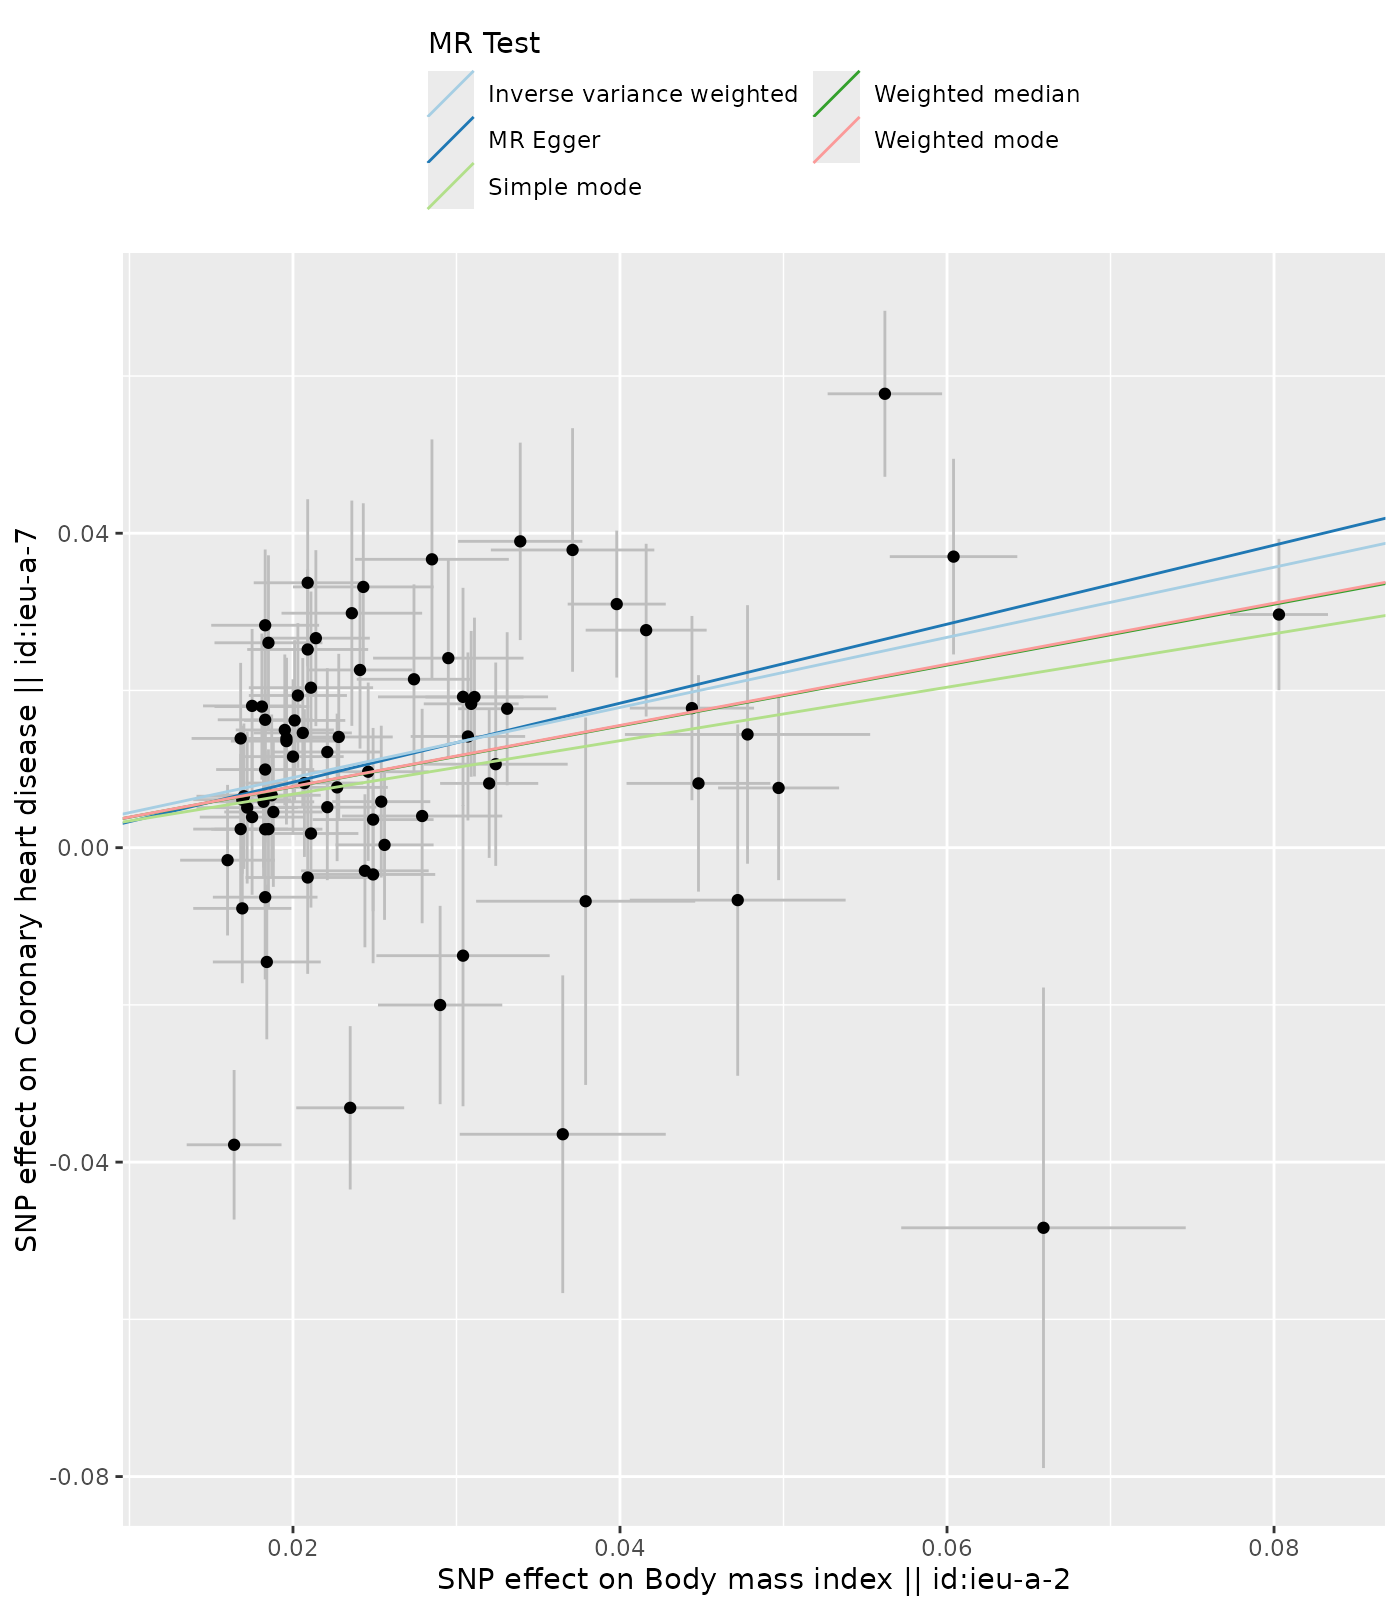 MR Test
Inverse variance weighted
Weighted median
MR Egger
Weighted mode
Simple mode
SNP effect on Coronary heart disease || id:ieu-a-7
0.04
0.00
-0.04
-0.08
0.02
0.04
0.06
0.08
SNP effect on Body mass index || id:ieu-a-2